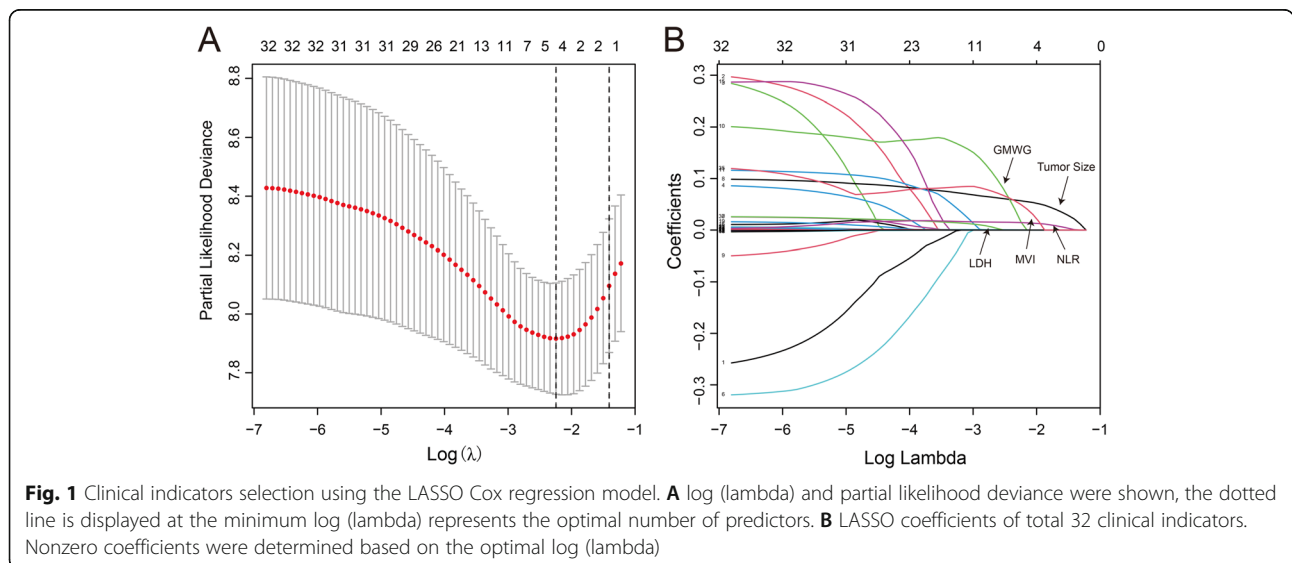 A
32 32 32 31 31 31 29 26 21 13 11 7 5 4 2 2 1
8.8
8.6
8.4
8.2
8.0
7.8
Partial Likelihood Deviance
−7 −6 −5 −4 −3 −2 −1
Log (λ)
B
32 32 31 23 11 4 0
0.3
0.2
0.1
0.0
−0.1
−0.2
−0.3
Coefficients
2
10
4
9
1
6
GMWG
Tumor Size
LDH
MVI
NLR
−7 −6 −5 −4 −3 −2 −1
Log Lambda
Fig. 1 Clinical indicators selection using the LASSO Cox regression model. A log (lambda) and partial likelihood deviance were shown, the dotted
line is displayed at the minimum log (lambda) represents the optimal number of predictors. B LASSO coefficients of total 32 clinical indicators.
Nonzero coefficients were determined based on the optimal log (lambda)